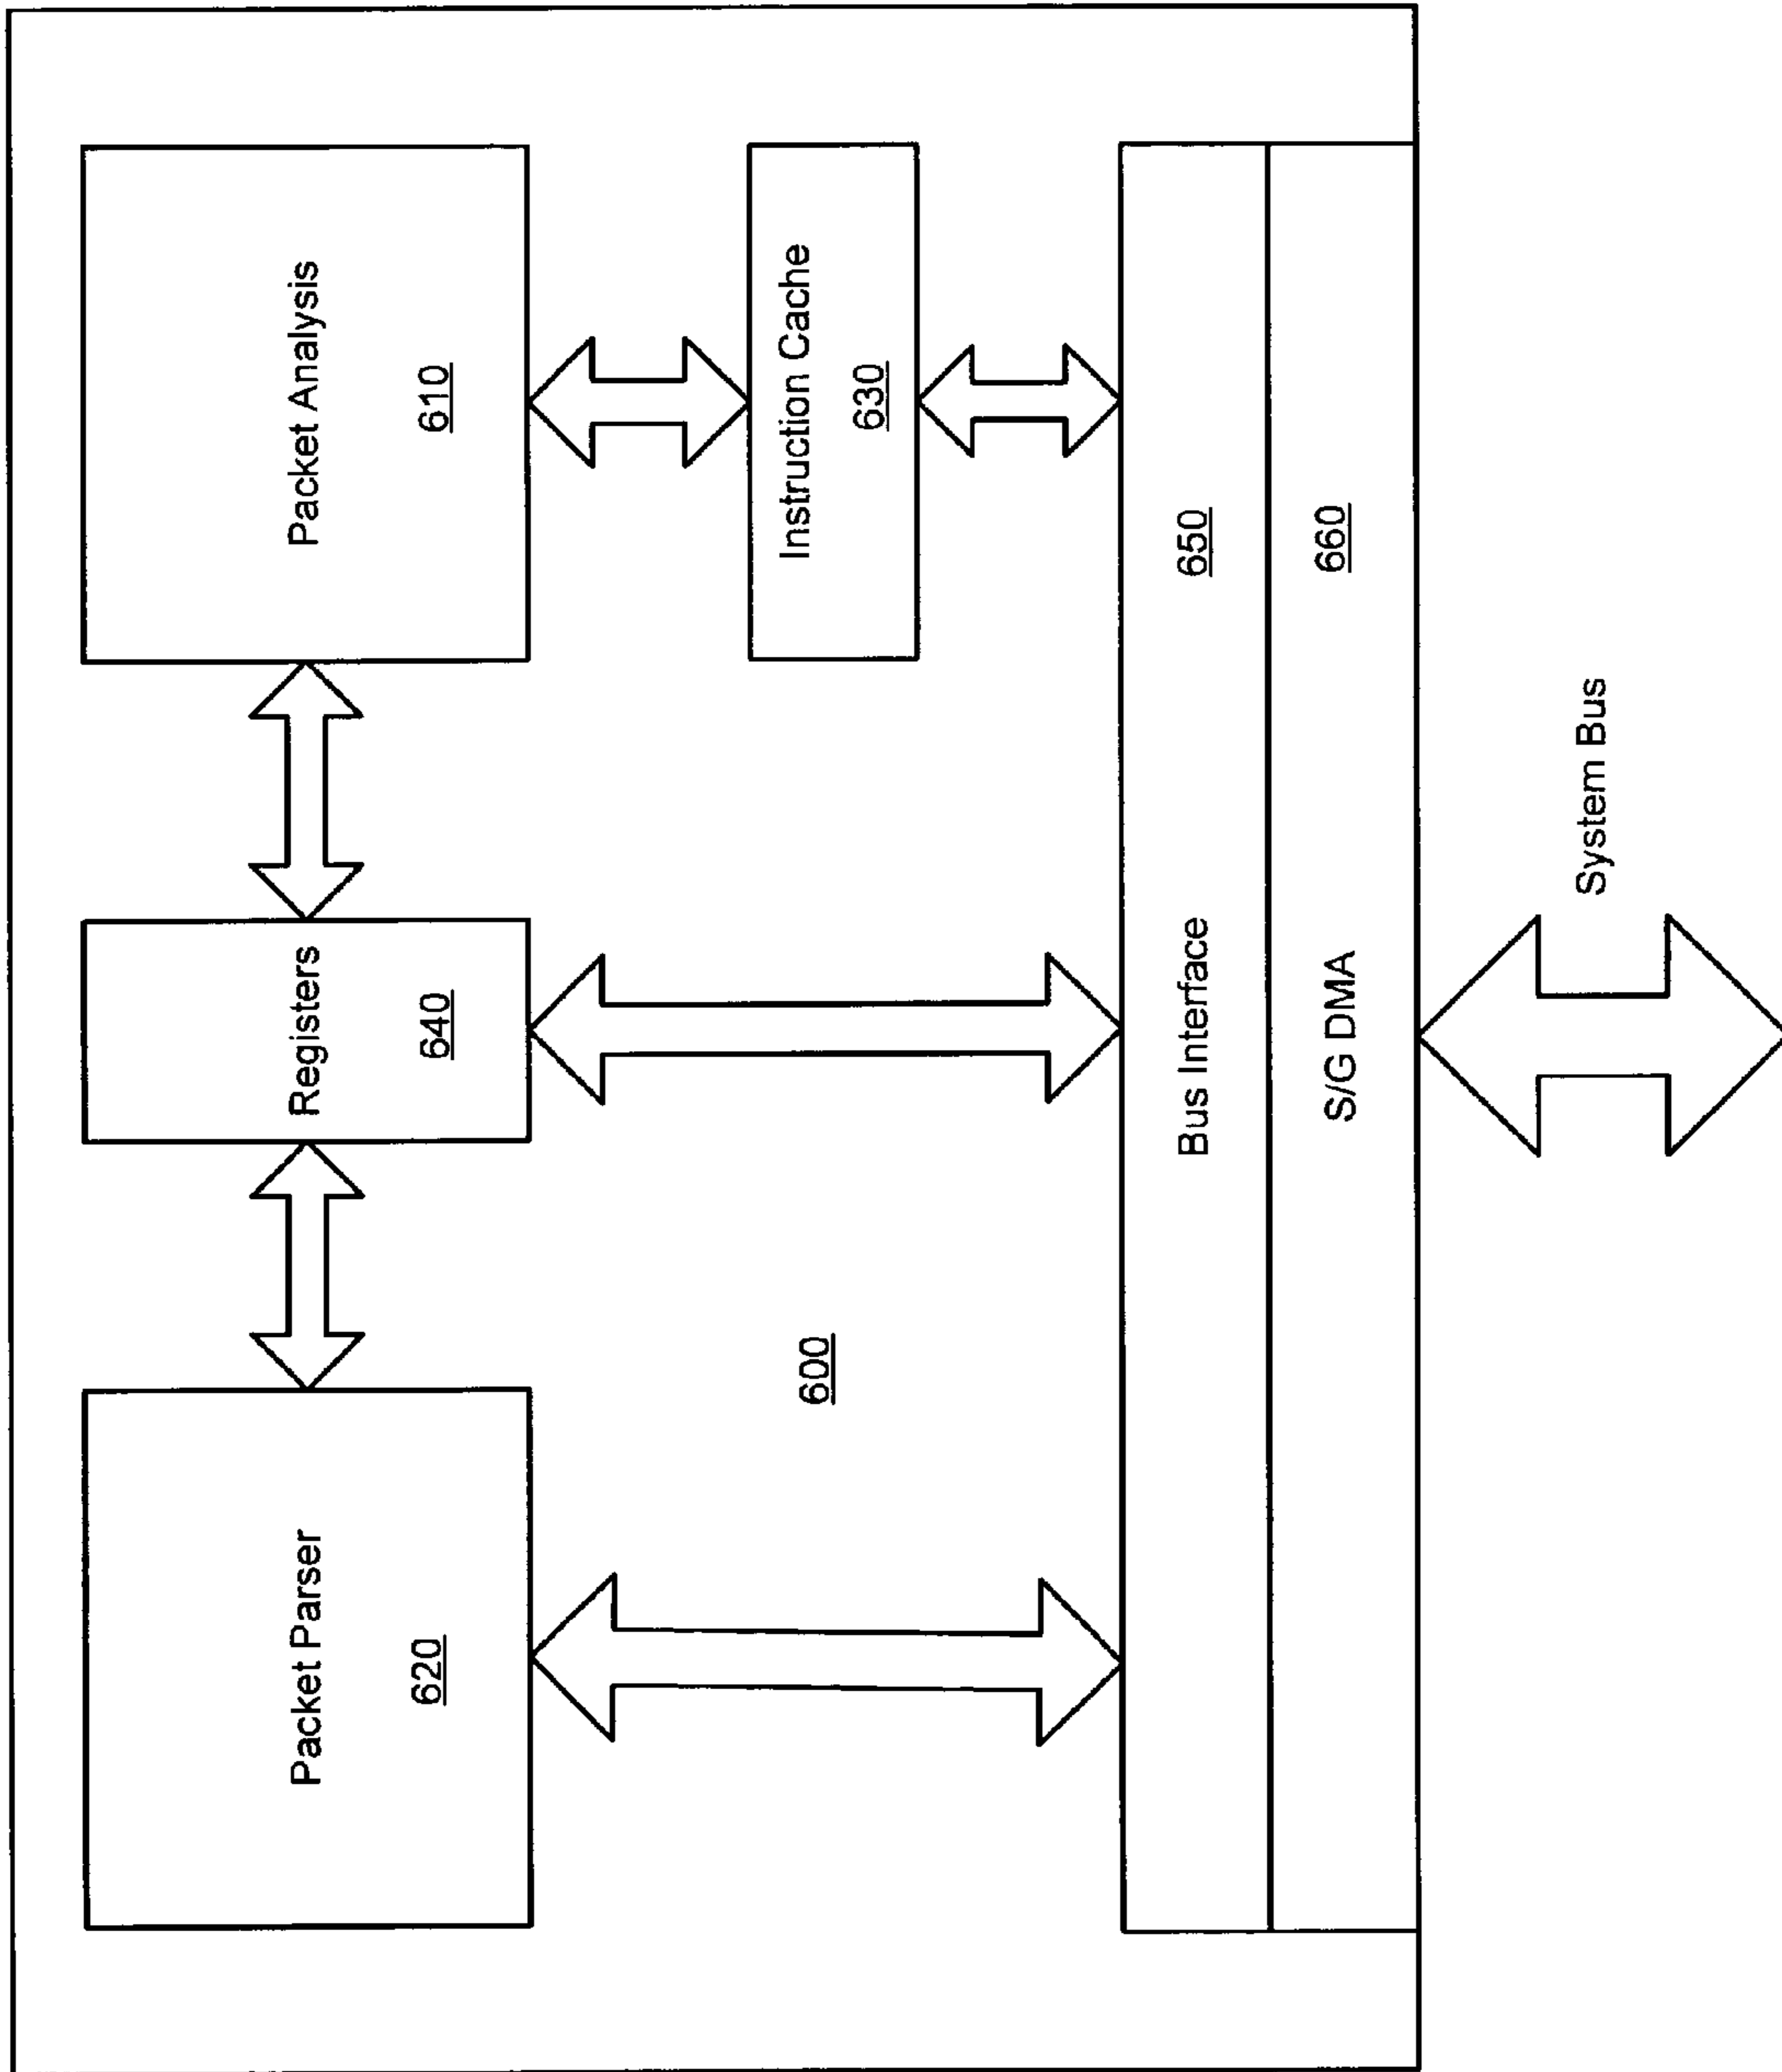 Packet Parser
620
Registers
640
Packet Analysis
610
Instruction Cache
630
600
Bus Interface
650
S/G DMA
660
System Bus